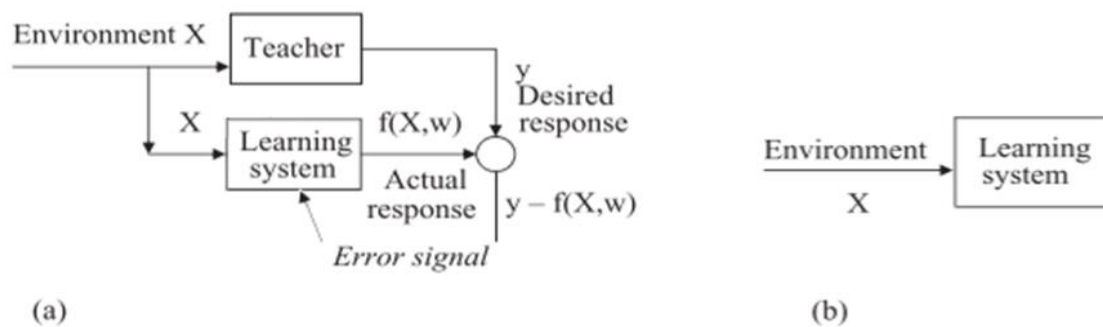 Environment X
Teacher
y
Desired
response
X
Learning
system
f(X,w)
Actual
response
y – f(X,w)
Error signal
(a)
Environment
X
Learning
system
(b)